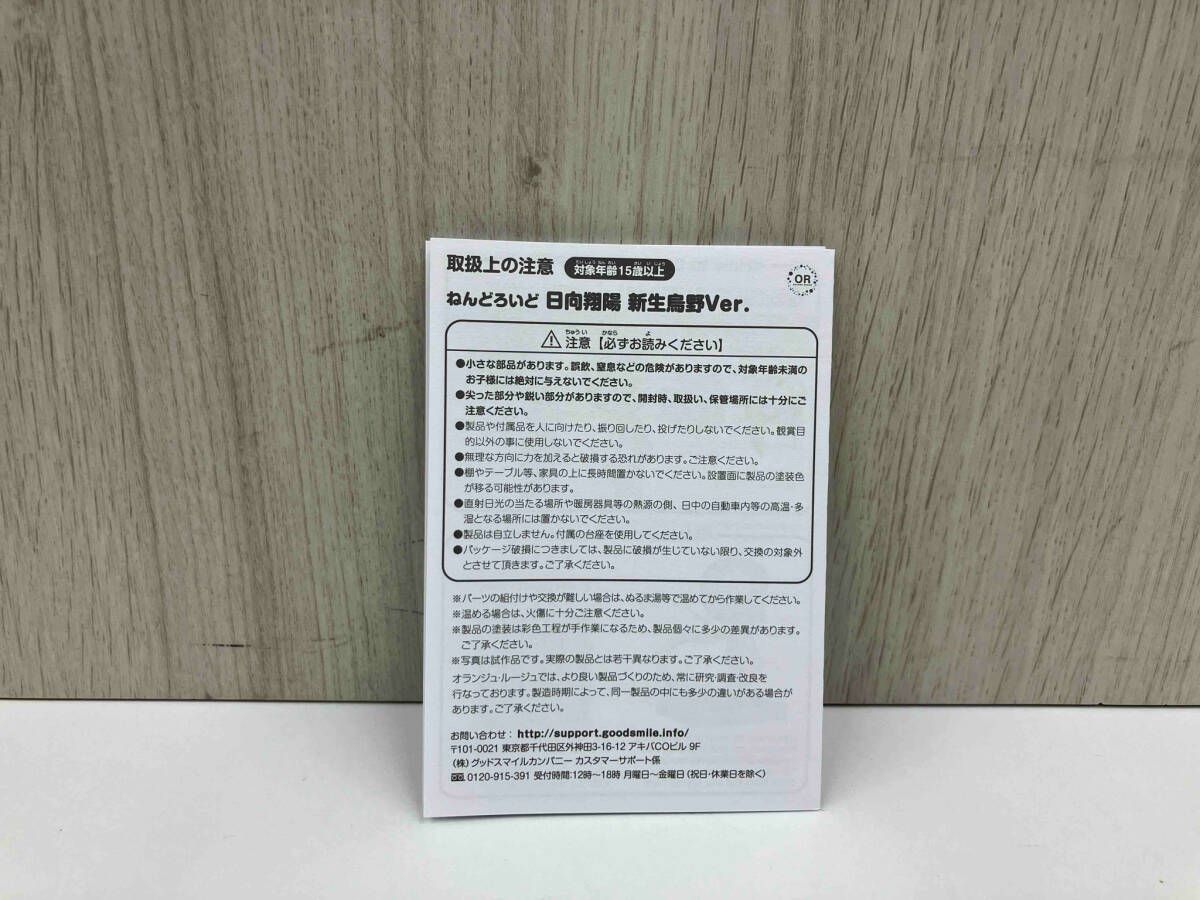 取扱上の注意 対象年齢15歳以上
たいしょうねんれい さいいじょう
OR
ねんどろいど 日向翔陽 新生烏野Ver.
ちゅうい かなら よ
注意【必ずお読みください】
●小さな部品があります。誤飲、窒息などの危険がありますので、対象年齢未満の
お子様には絶対に与えないでください。
●尖った部分や鋭い部分がありますので、開封時、取扱い、保管場所には十分にご
注意ください。
●製品や付属品を人に向けたり、振り回したり、投げたりしないでください。観賞目
的以外の事に使用しないでください。
●無理な方向に力を加えると破損する恐れがあります。ご注意ください。
●棚やテーブル等、家具の上に長時間置かないでください。設置面に製品の塗装色
が移る可能性があります。
●直射日光の当たる場所や暖房器具等の熱源の側、日中の自動車内等の高温・多
湿となる場所には置かないでください。
●製品は自立しません。付属の台座を使用してください。
●パッケージ破損につきましては、製品に破損が生じていない限り、交換の対象外
とさせて頂きます。ご了承ください。
※パーツの組付けや交換が難しい場合は、ぬるま湯等で温めてから作業してください。
※温める場合は、火傷に十分ご注意ください。
※製品の塗装は彩色工程が手作業になるため、製品個々に多少の差異があります。
ご了承ください。
※写真は試作品です。実際の製品とは若干異なります。ご了承ください。
オランジュ・ルージュでは、より良い製品づくりのため、常に研究・調査・改良を
行なっております。製造時期によって、同一製品の中にも多少の違いがある場合が
あります。ご了承ください。
お問い合わせ：http://support.goodsmile.info/
〒101-0021 東京都千代田区外神田3-16-12 アキバCOビル 9F
（株）グッドスマイルカンパニー カスタマーサポート係
0120-915-391 受付時間：12時〜18時 月曜日〜金曜日（祝日・休業日を除く）